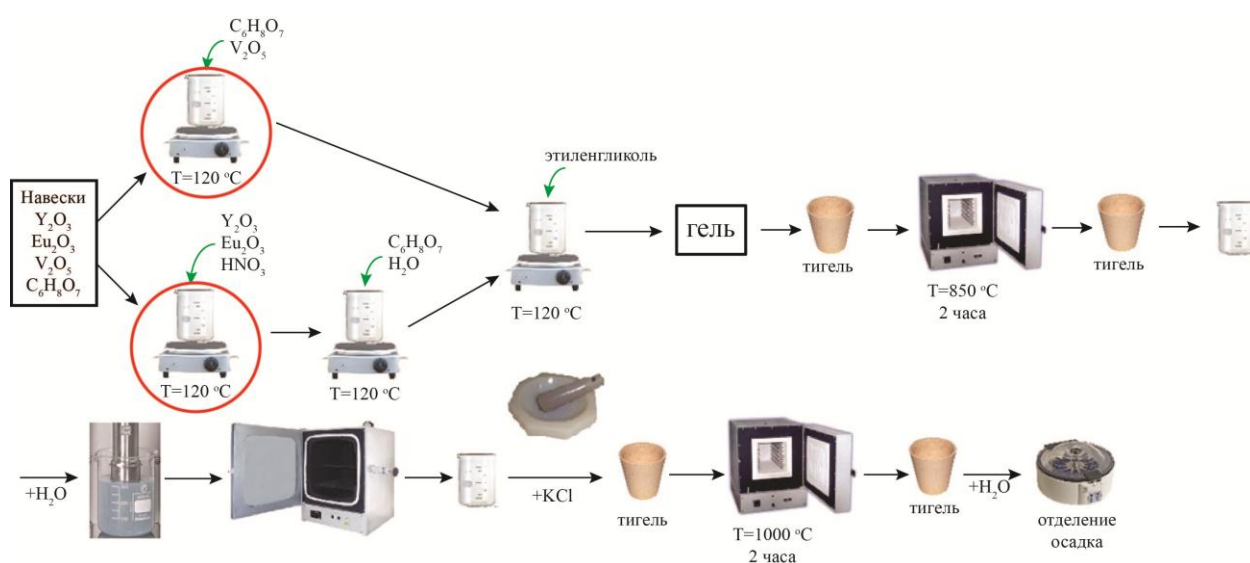 C₆H₈O₇
V₂O₅
T=120 °C
Навески
Y₂O₃
Eu₂O₃
V₂O₅
C₆H₈O₇
Y₂O₃
Eu₂O₃
HNO₃
T=120 °C
C₆H₈O₇
H₂O
T=120 °C
этиленгликоль
T=120 °C
гель
тигель
T=850 °C
2 часа
тигель
+H₂O
+KCl
тигель
T=1000 °C
2 часа
тигель
+H₂O
отделение
осадка